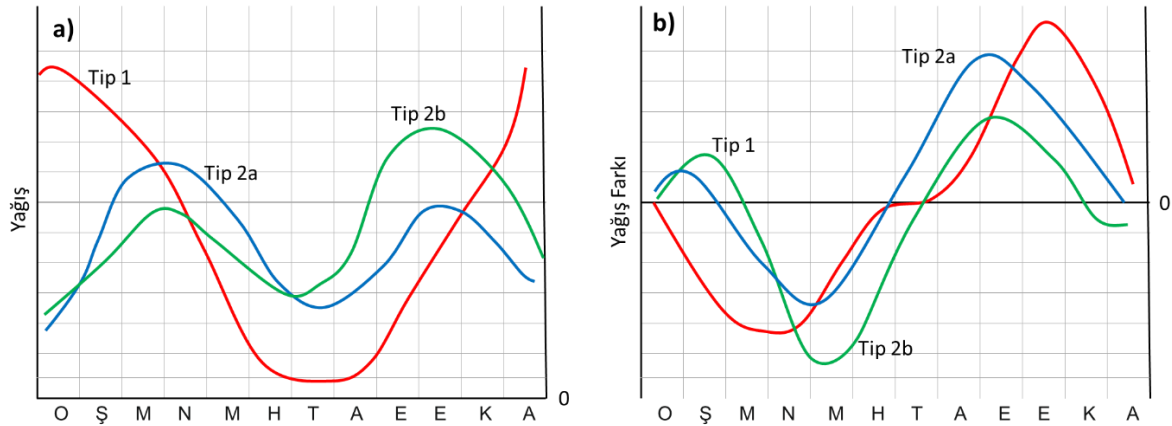 a)
Tip 1
Tip 2b
Tip 2a
Yağış
0
O Ş M N M H T A E E K A
b)
Tip 2a
Tip 1
0
Yağış Farkı
Tip 2b
O Ş M N M H T A E E K A